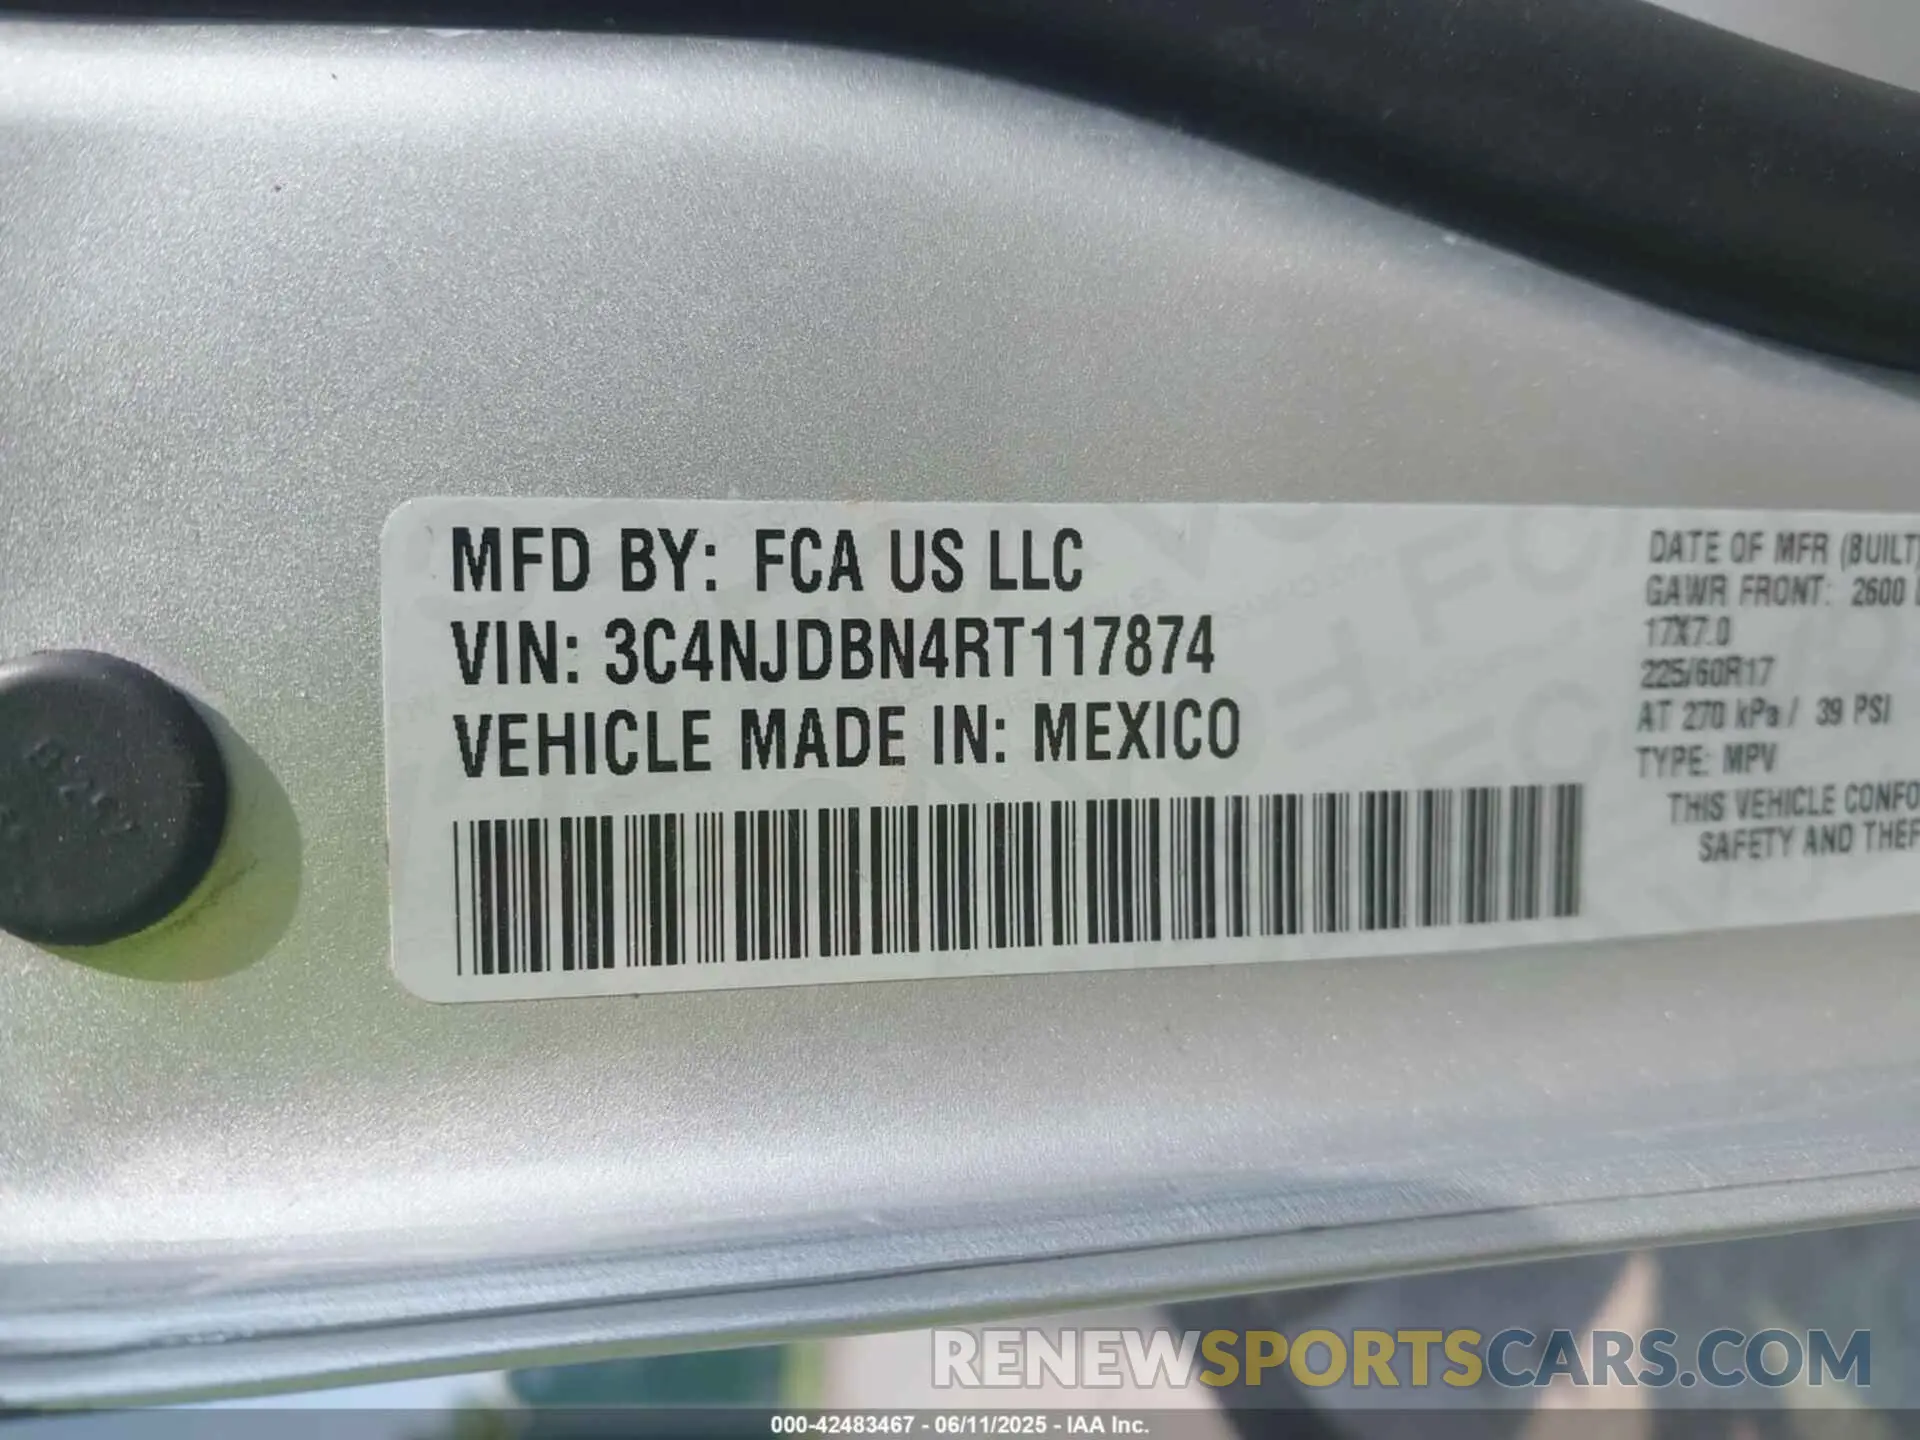 MFD BY: FCA US LLC
VIN: 3C4NJDBN4RT117874
VEHICLE MADE IN: MEXICO
DATE OF MFR (BUILT)
GAWR FRONT: 2600
17X7.0
225/60R17
AT 270 kPa / 39 PSI
TYPE: MPV
THIS VEHICLE
SAFETY AND
RENEWSPORTSCARS.COM
000-42483467 - 06/11/2025 - IAA Inc.